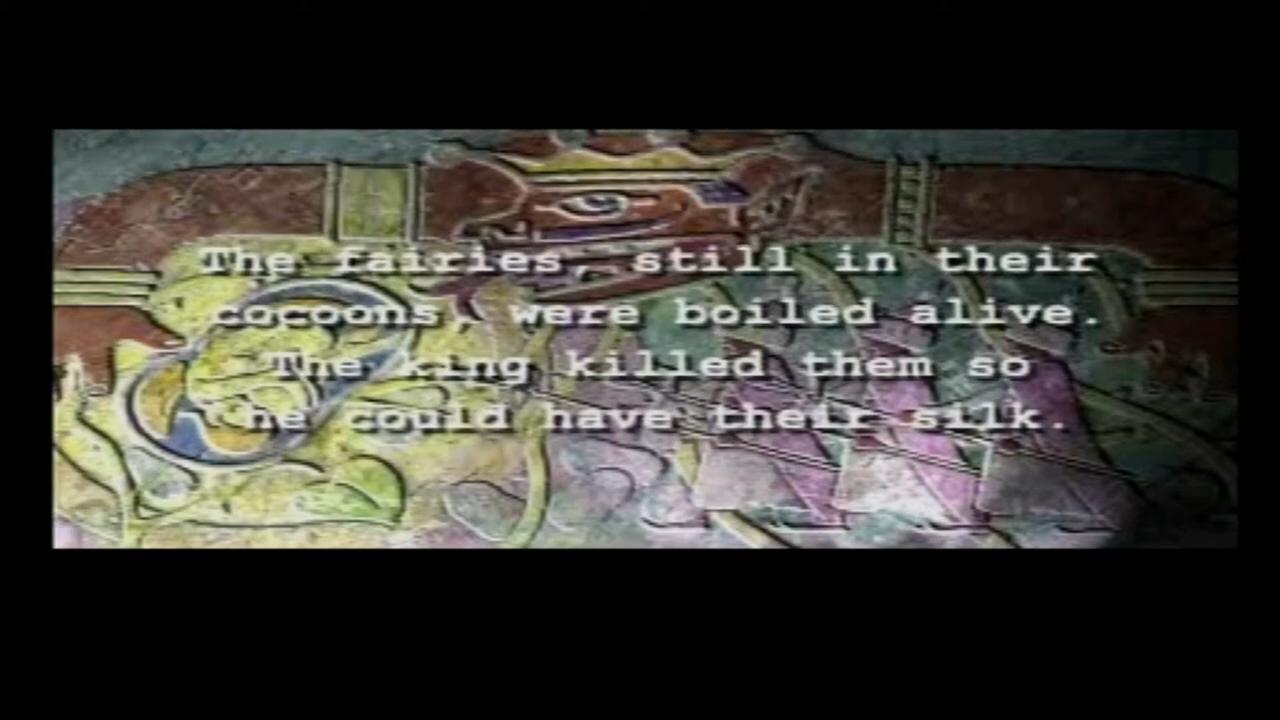 The fairies, still in their
cocoons, were boiled alive.
The king killed them so
he could have their silk.